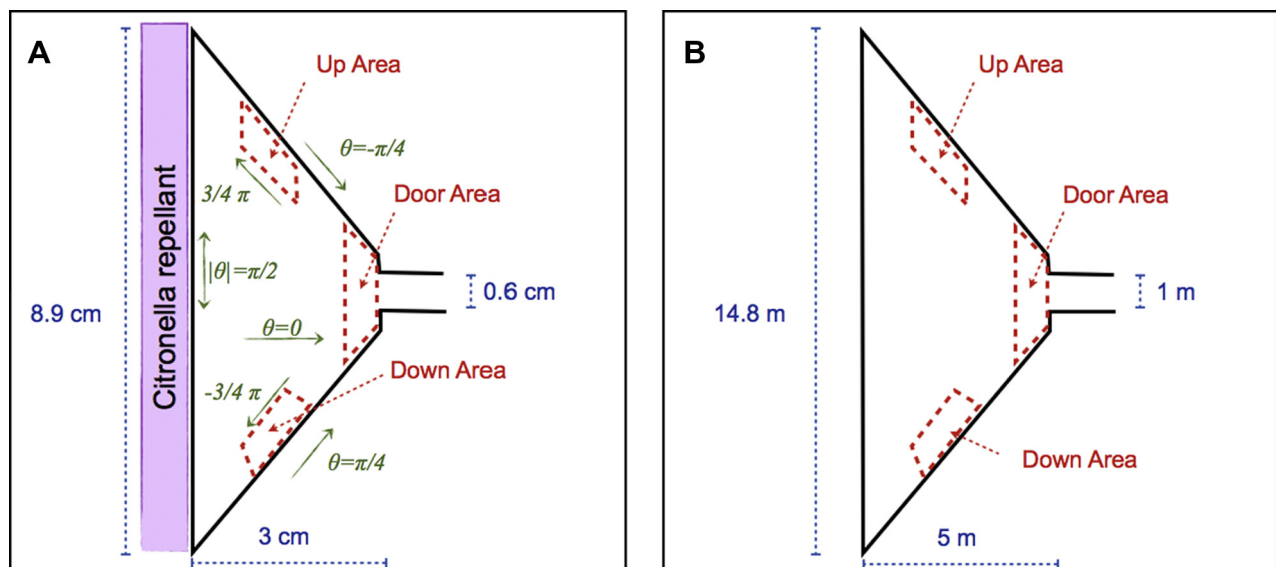 A
Up Area
θ=-π/4
3/4 π
Door Area
|θ|=π/2
Citronella repellant
8.9 cm
0.6 cm
θ=0
Down Area
-3/4 π
θ=π/4
3 cm
B
Up Area
Door Area
14.8 m
1 m
Down Area
5 m